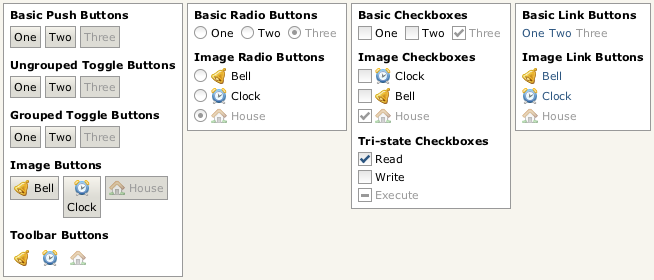 Basic Push Buttons
One Two Three
Ungrouped Toggle Buttons
One Two Three
Grouped Toggle Buttons
One Two Three
Image Buttons
Bell
Clock
House
Toolbar Buttons
Basic Radio Buttons
One Two Three
Image Radio Buttons
Bell
Clock
House
Basic Checkboxes
One Two Three
Image Checkboxes
Clock
Bell
House
Tri-state Checkboxes
Read
Write
Execute
Basic Link Buttons
One Two Three
Image Link Buttons
Bell
Clock
House